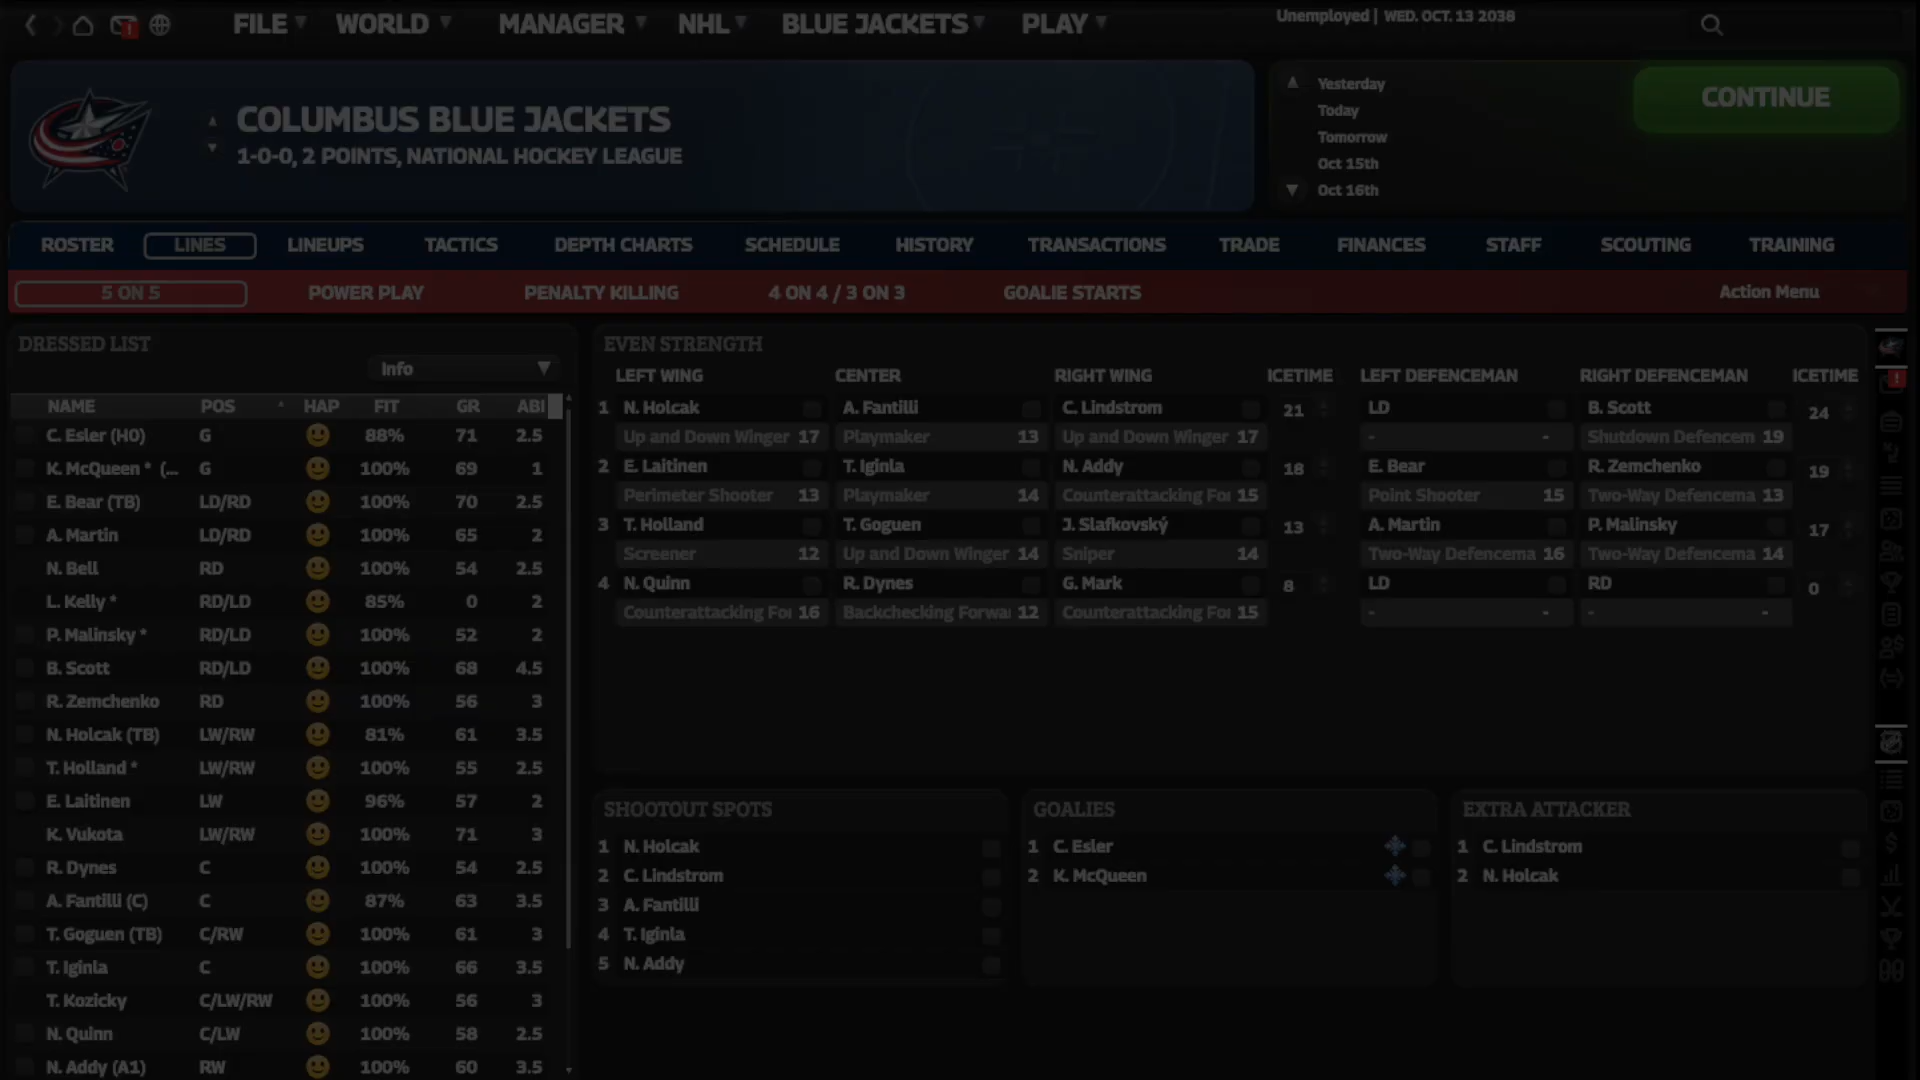 FILE WORLD MANAGER NHL BLUE JACKETS PLAY
Unemployed | WED. OCT. 13 2038
COLUMBUS BLUE JACKETS
1-0-0, 2 POINTS, NATIONAL HOCKEY LEAGUE
Yesterday
Today
Tomorrow
Oct 15th
Oct 16th
CONTINUE
ROSTER LINES LINEUPS TACTICS DEPTH CHARTS SCHEDULE HISTORY TRANSACTIONS TRADE FINANCES STAFF SCOUTING TRAINING
5 ON 5 POWER PLAY PENALTY KILLING 4 ON 4 / 3 ON 3 GOALIE STARTS Action Menu
DRESSED LIST
Info
NAME POS HAP FIT GR ABI
C. Esler (H0) G 88% 71 2.5
K. McQueen * (... G 100% 69 1
E. Bear (TB) LD/RD 100% 70 2.5
A. Martin LD/RD 100% 65 2
N. Bell RD 100% 54 2.5
L. Kelly * RD/LD 85% 0 2
P. Malinsky * RD/LD 100% 52 2
B. Scott RD/LD 100% 68 4.5
R. Zemchenko RD 100% 56 3
N. Holcak (TB) LW/RW 81% 61 3.5
T. Holland * LW/RW 100% 55 2.5
E. Laitinen LW 96% 57 2
K. Vukota LW/RW 100% 71 3
R. Dynes C 100% 54 2.5
A. Fantilli (C) C 87% 63 3.5
T. Goguen (TB) C/RW 100% 61 3
T. Iginla C 100% 66 3.5
T. Kozicky C/LW/RW 100% 56 3
N. Quinn C/LW 100% 58 2.5
N. Addy (A1) RW 100% 60 3.5
EVEN STRENGTH
LEFT WING CENTER RIGHT WING ICETIME LEFT DEFENCEMAN RIGHT DEFENCEMAN ICETIME
1 N. Holcak A. Fantilli C. Lindstrom 21 LD B. Scott 24
Up and Down Winger 17 Playmaker 13 Up and Down Winger 17 - - Shutdown Defencem 19
2 E. Laitinen T. Iginla N. Addy 18 E. Bear R. Zemchenko 19
Perimeter Shooter 13 Playmaker 14 Counterattacking For 15 Point Shooter 15 Two-Way Defencema 13
3 T. Holland T. Goguen J. Slafkovský 13 A. Martin P. Malinsky 17
Screener 12 Up and Down Winger 14 Sniper 14 Two-Way Defencema 16 Two-Way Defencema 14
4 N. Quinn R. Dynes G. Mark 8 LD RD 0
Counterattacking For 16 Backchecking Forwa 12 Counterattacking For 15 - - - -
SHOOTOUT SPOTS
1 N. Holcak
2 C. Lindstrom
3 A. Fantilli
4 T. Iginla
5 N. Addy
GOALIES
1 C. Esler
2 K. McQueen
EXTRA ATTACKER
1 C. Lindstrom
2 N. Holcak